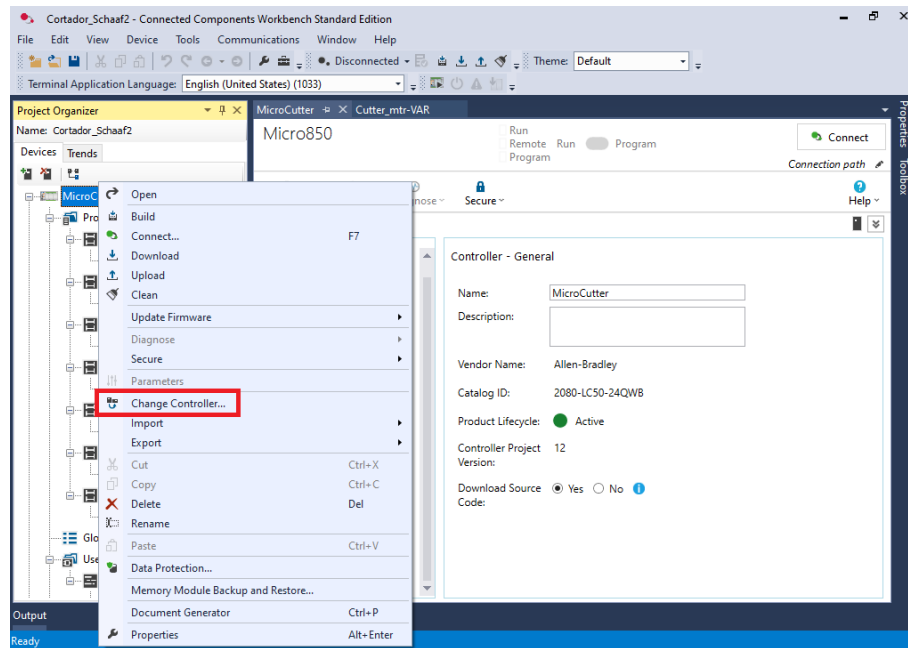 Cortador_Schaaf2 - Connected Components Workbench Standard Edition
File Edit View Device Tools Communications Window Help
Disconnected Theme: Default
Terminal Application Language: English (United States) (1033)
Project Organizer
Name: Cortador_Schaaf2
Devices Trends
MicroC
Pro
Glo
Use
Open
Build
Connect... F7
Download
Upload
Clean
Update Firmware
Diagnose
Secure
Parameters
Change Controller...
Import
Export
Cut Ctrl+X
Copy Ctrl+C
Delete Del
Rename
Paste Ctrl+V
Data Protection...
Memory Module Backup and Restore...
Document Generator Ctrl+P
Properties Alt+Enter
MicroCutter Cutter_mtr-VAR
Micro850
Run
Remote Run Program
Program
Connect
Connection path
nose Secure Help
Controller - General
Name: MicroCutter
Description:
Vendor Name: Allen-Bradley
Catalog ID: 2080-LC50-24QWB
Product Lifecycle: Active
Controller Project Version: 12
Download Source Code: Yes No
Properties
Toolbox
Output
Ready